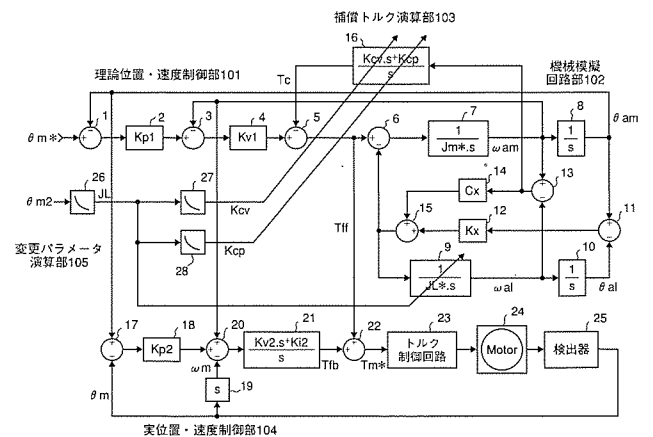 補償トルク演算部103
16
Kcv.s+Kcp
s
Tc
理論位置・速度制御部101
機械模擬
回路部102
θm*
1
2
Kp1
3
4
Kv1
5
6
7
1
Jm*.s
ωam
8
1
s
θam
13
14
Cx
15
12
Kx
11
Tff
θm2
26
JL
27
Kcv
28
Kcp
変更パラメータ
演算部105
9
1
JL*.s
ωal
10
1
s
θal
17
18
Kp2
20
21
Kv2.s+Ki2
s
Tfb
22
Tm*
23
トルク
制御回路
24
Motor
25
検出器
ωm
s
19
θm
実位置・速度制御部104